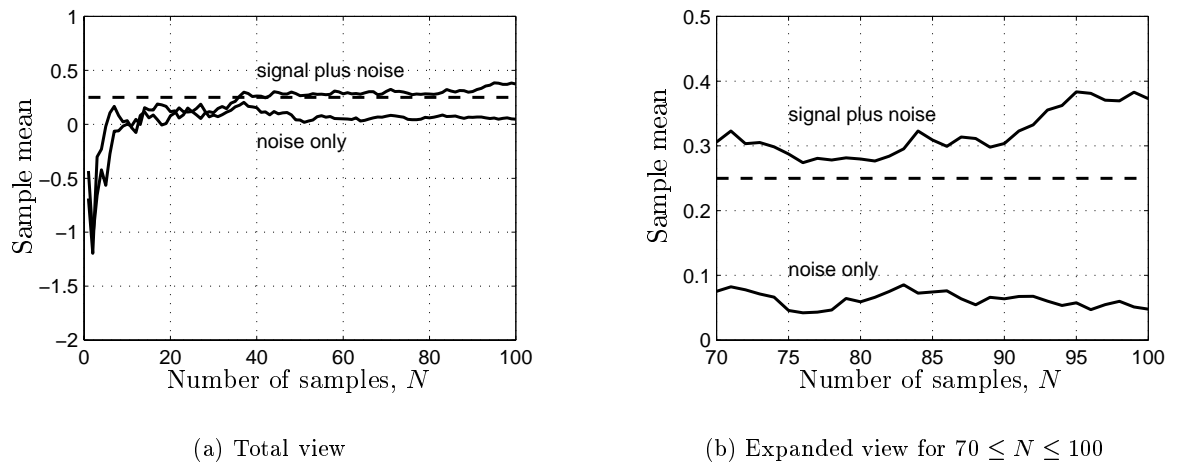 1
0.5
0
−0.5
−1
−1.5
−2
Sample mean
signal plus noise
noise only
0 20 40 60 80 100
Number of samples, N
(a) Total view
0.5
0.4
0.3
0.2
0.1
0
Sample mean
signal plus noise
noise only
70 75 80 85 90 95 100
Number of samples, N
(b) Expanded view for 70 ≤ N ≤ 100